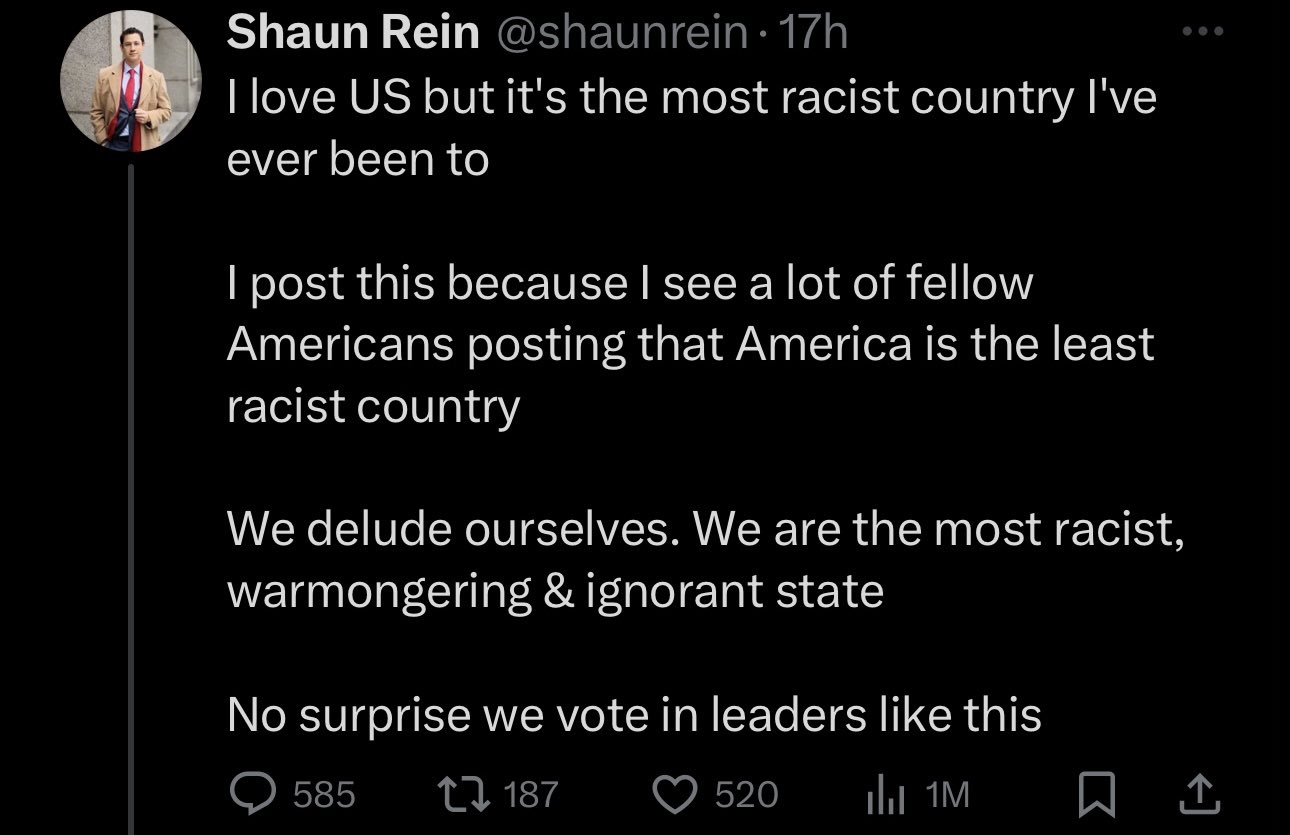 Shaun Rein @shaunrein · 17h
I love US but it's the most racist country I've
ever been to
I post this because I see a lot of fellow
Americans posting that America is the least
racist country
We delude ourselves. We are the most racist,
warmongering & ignorant state
No surprise we vote in leaders like this
585 187 520 1M